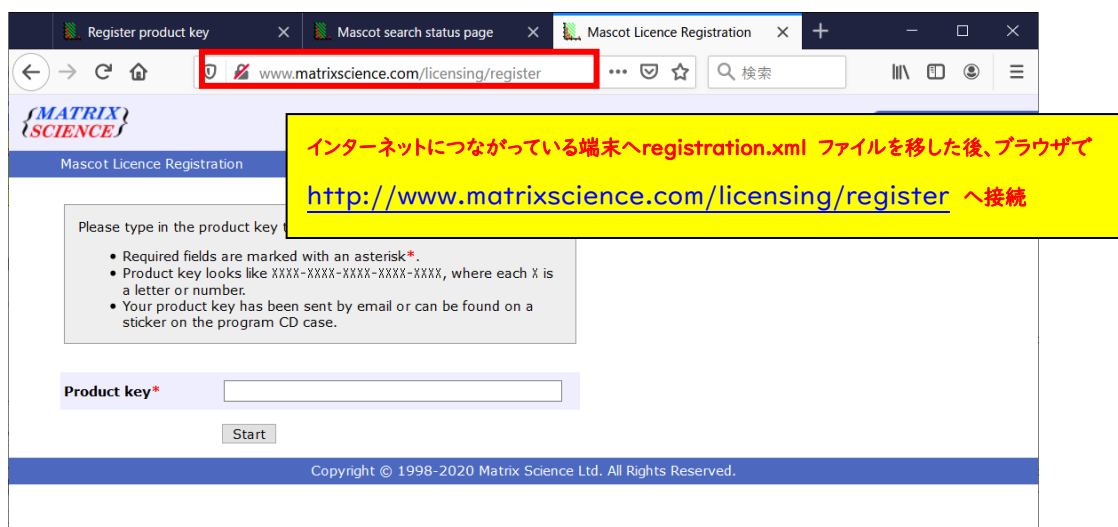 Register product key
Mascot search status page
Mascot Licence Registration
www.matrixscience.com/licensing/register
検索
{MATRIX}
{SCIENCE}
インターネットにつながっている端末へregistration.xml ファイルを移した後、ブラウザで
http://www.matrixscience.com/licensing/register へ接続
Mascot Licence Registration
Please type in the product key
• Required fields are marked with an asterisk*.
• Product key looks like XXXX-XXXX-XXXX-XXXX-XXXX, where each X is
a letter or number.
• Your product key has been sent by email or can be found on a
sticker on the program CD case.
Product key*
Start
Copyright © 1998-2020 Matrix Science Ltd. All Rights Reserved.